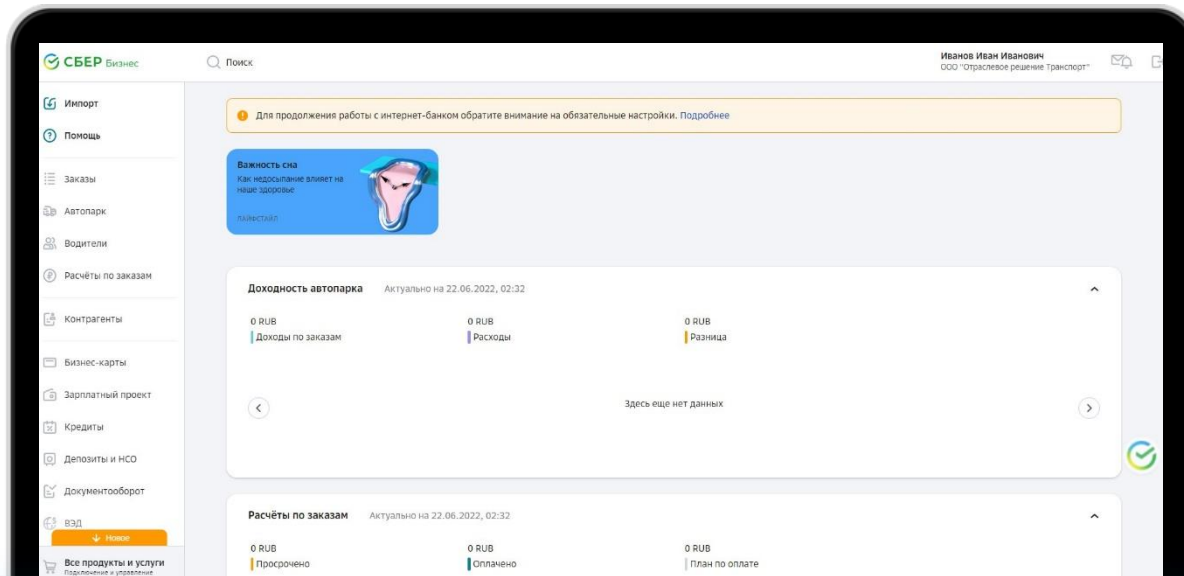 СБЕР Бизнес
Поиск
Иванов Иван Иванович
ООО "Отраслевое решение Транспорт"
Импорт
Помощь
Заказы
Автопарк
Водители
Расчёты по заказам
Контрагенты
Бизнес-карты
Зарплатный проект
Кредиты
Депозиты и НСО
Документооборот
ВЭД
Новое
Все продукты и услуги
Подключение и управление
Для продолжения работы с интернет-банком обратите внимание на обязательные настройки. Подробнее
Важность сна
Как недосыпание влияет на
наше здоровье
ЛАЙФСТАЙЛ
Доходность автопарка Актуально на 22.06.2022, 02:32
0 RUB 0 RUB 0 RUB
Доходы по заказам Расходы Разница
Здесь еще нет данных
Расчёты по заказам Актуально на 22.06.2022, 02:32
0 RUB 0 RUB 0 RUB
Просрочено Оплачено План по оплате